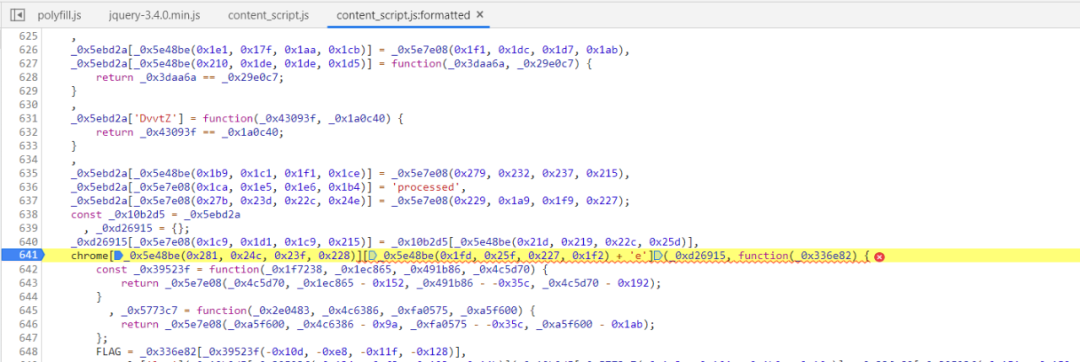 polyfill.js jquery-3.4.0.min.js content_script.js content_script.js:formatted ×
625 ,
626 _0x5ebd2a[_0x5e48be(0x1e1, 0x17f, 0x1aa, 0x1cb)] = _0x5e7e08(0x1f1, 0x1dc, 0x1d7, 0x1ab),
627 _0x5ebd2a[_0x5e48be(0x210, 0x1de, 0x1de, 0x1d5)] = function(_0x3daa6a, _0x29e0c7) {
628 return _0x3daa6a == _0x29e0c7;
629 }
630 ,
631 _0x5ebd2a['DvvtZ'] = function(_0x43093f, _0x1a0c40) {
632 return _0x43093f == _0x1a0c40;
633 }
634 ,
635 _0x5ebd2a[_0x5e48be(0x1b9, 0x1c1, 0x1f1, 0x1ce)] = _0x5e7e08(0x279, 0x232, 0x237, 0x215),
636 _0x5ebd2a[_0x5e7e08(0x1ca, 0x1e5, 0x1e6, 0x1b4)] = 'processed',
637 _0x5ebd2a[_0x5e7e08(0x27b, 0x23d, 0x22c, 0x24e)] = _0x5e7e08(0x229, 0x1a9, 0x1f9, 0x227);
638 const _0x10b2d5 = _0x5ebd2a
639 , _0xd26915 = {};
640 _0xd26915[_0x5e7e08(0x1c9, 0x1d1, 0x1c9, 0x215)] = _0x10b2d5[_0x5e48be(0x21d, 0x219, 0x22c, 0x25d)],
641 chrome[_0x5e48be(0x281, 0x24c, 0x23f, 0x228)][_0x5e48be(0x1fd, 0x25f, 0x227, 0x1f2) + 'e'](_0xd26915, function(_0x336e82) {
642 const _0x39523f = function(_0x1f7238, _0x1ec865, _0x491b86, _0x4c5d70) {
643 return _0x5e7e08(_0x4c5d70, _0x1ec865 - 0x152, _0x491b86 - -0x35c, _0x4c5d70 - 0x192);
644 }
645 , _0x5773c7 = function(_0x2e0483, _0x4c6386, _0xfa0575, _0xa5f600) {
646 return _0x5e7e08(_0xa5f600, _0x4c6386 - 0x9a, _0xfa0575 - -0x35c, _0xa5f600 - 0x1ab);
647 };
648 FLAG = _0x336e82[_0x39523f(-0x10d, -0xe8, -0x11f, -0x128)],